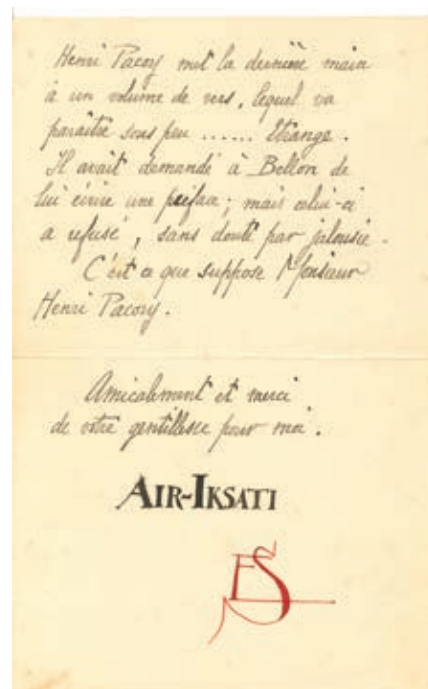 Henri Pacory met la dernière main
à un volume de vers, lequel va
paraître sous peu ...... Etrange.
Il avait demandé à Bellon de
lui écrire une préface ; mais celui-ci
a refusé, sans doute par jalousie.
C'est ce que suppose Monsieur
Henri Pacory.
Amicalement et merci
de votre gentillesse pour moi.
AIR-IKSATI
ES